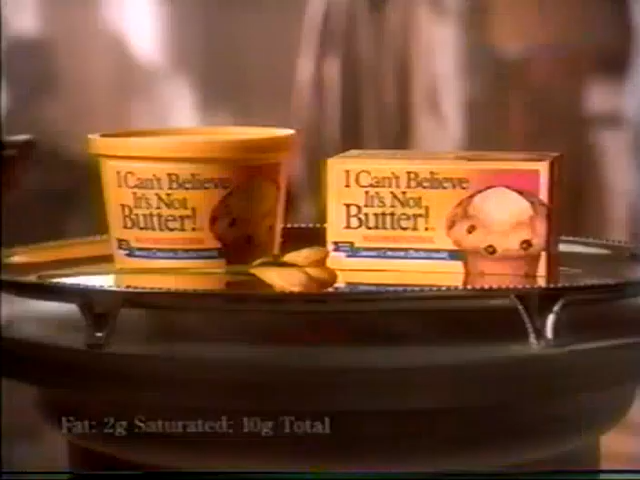 I Can't Believe
It's Not
Butter!
I Can't Believe
It's Not
Butter!
Fat: 2g Saturated; 10g Total